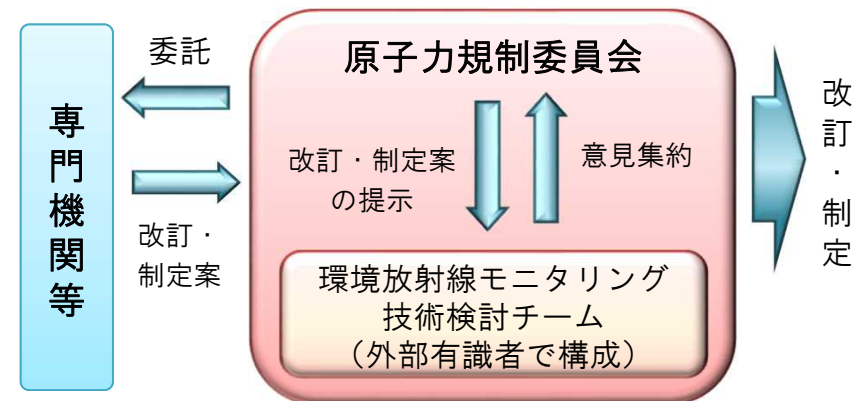 専門機関等
委託
改訂・
制定案
原子力規制委員会
改訂・制定案
の提示
意見集約
環境放射線モニタリング
技術検討チーム
（外部有識者で構成）
改訂・制定